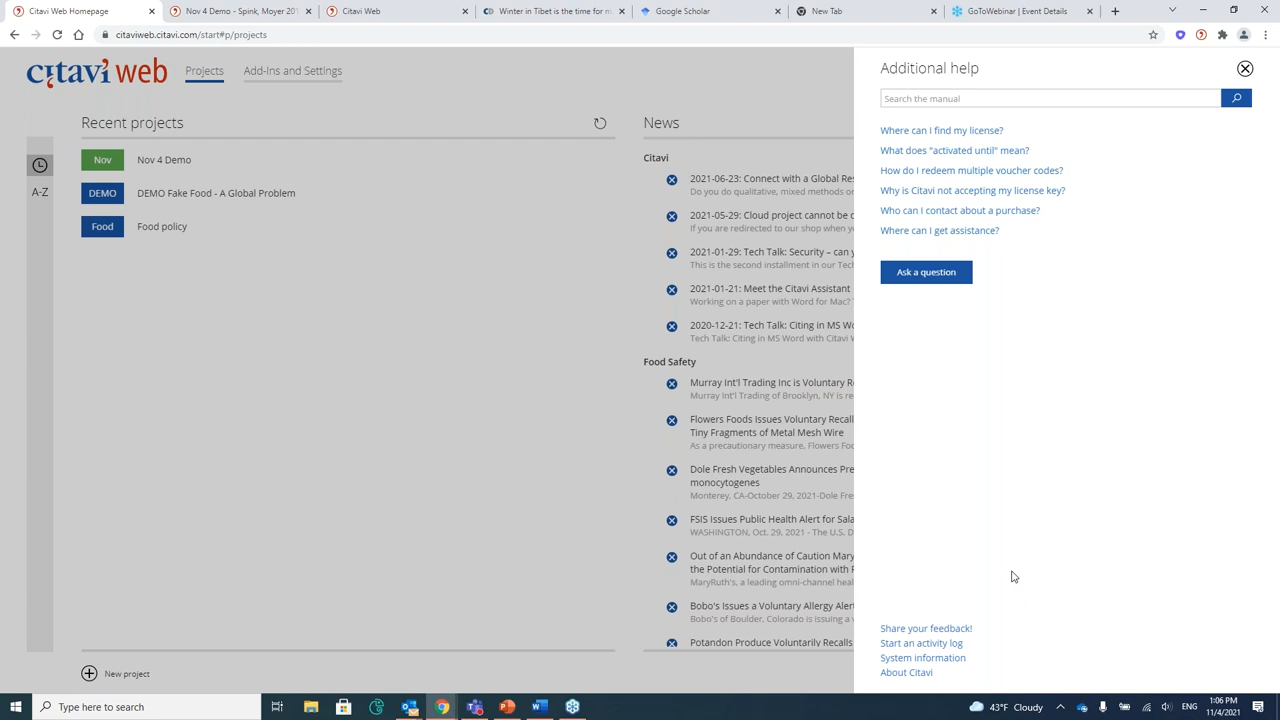 Citavi Web Homepage
Nov 4 Demo - Spink, Moyer 201
Citavi Web
Winter in Tibet is the time for m
Google Scholar
New Tab
GoToWebinar | Event Details
citaviweb.citavi.com/start#p/projects
citavi web
Projects
Add-Ins and Settings
Recent projects
Nov
Nov 4 Demo
A-Z
DEMO
DEMO Fake Food - A Global Problem
Food
Food policy
New project
News
Citavi
2021-06-23: Connect with a Global Res
Do you do qualitative, mixed methods or
2021-05-29: Cloud project cannot be o
If you are redirected to our shop when y
2021-01-29: Tech Talk: Security – can y
This is the second installment in our Tech
2021-01-21: Meet the Citavi Assistant
Working on a paper with Word for Mac? T
2020-12-21: Tech Talk: Citing in MS Wo
Tech Talk: Citing in MS Word with Citavi W
Food Safety
Murray Int'l Trading Inc is Voluntary R
Murray Int'l Trading of Brooklyn, NY is re
Flowers Foods Issues Voluntary Recall
Tiny Fragments of Metal Mesh Wire
As a precautionary measure, Flowers Foo
Dole Fresh Vegetables Announces Pre
monocytogenes
Monterey, CA-October 29, 2021-Dole Fre
FSIS Issues Public Health Alert for Sala
WASHINGTON, Oct. 29, 2021 - The U.S. D
Out of an Abundance of Caution Mary
the Potential for Contamination with P
MaryRuth's, a leading omni-channel heal
Bobo's Issues a Voluntary Allergy Alert
Bobo's of Boulder, Colorado is issuing a v
Potandon Produce Voluntarily Recalls
Additional help
Search the manual
Where can I find my license?
What does "activated until" mean?
How do I redeem multiple voucher codes?
Why is Citavi not accepting my license key?
Who can I contact about a purchase?
Where can I get assistance?
Ask a question
Share your feedback!
Start an activity log
System information
About Citavi
Type here to search
43°F Cloudy
ENG
1:06 PM
11/4/2021